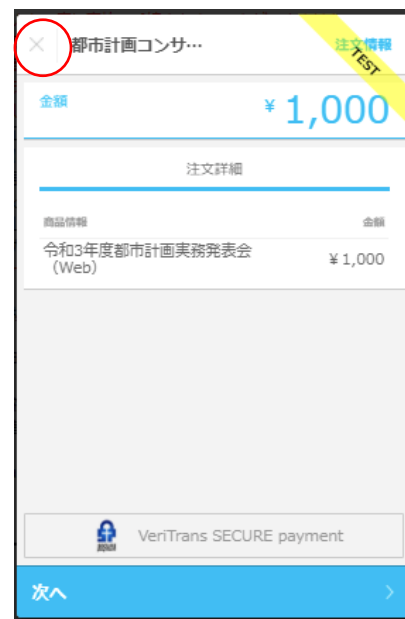 × 都市計画コンサ… 注文情報
TEST
金額 ¥ 1,000
注文詳細
商品情報 金額
令和3年度都市計画実務発表会 ¥ 1,000
（Web）
VeriTrans SECURE payment
次へ >